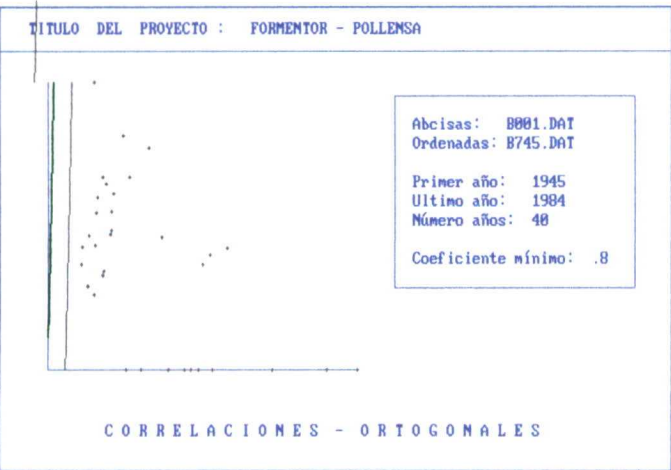 TITULO DEL PROYECTO : FORMENTOR - POLLENSA
Abcisas: B001.DAT
Ordenadas: B745.DAT
Primer año: 1945
Ultimo año: 1984
Número años: 40
Coeficiente mínimo: .8
CORRELACIONES - ORTOGONALES